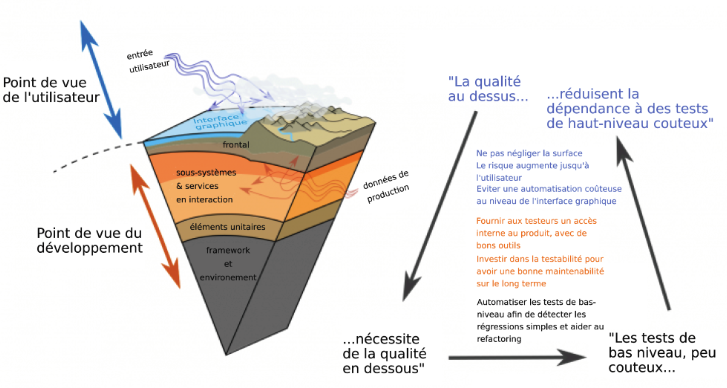 entrée
utilisateur
Point de vue
de l'utilisateur
Interface
graphique
frontal
sous-systèmes
& services
en interaction
données de
production
éléments unitaires
framework
et
environement
Point de vue du
développement
"La qualité
au dessus...
...nécessite
de la qualité
en dessous"
"Les tests de
bas niveau, peu
couteux...
...réduisent la
dépendance à des tests
de haut-niveau couteux"
Ne pas négliger la surface
Le risque augmente jusqu'à
l'utilisateur
Eviter une automatisation coûteuse
au niveau de l'interface graphique
Fournir aux testeurs un accès
interne au produit, avec de
bons outils
Investir dans la testabilité pour
avoir une bonne maintenabilité
sur le long terme
Automatiser les tests de bas-
niveau afin de détecter les
régressions simples et aider au
refactoring